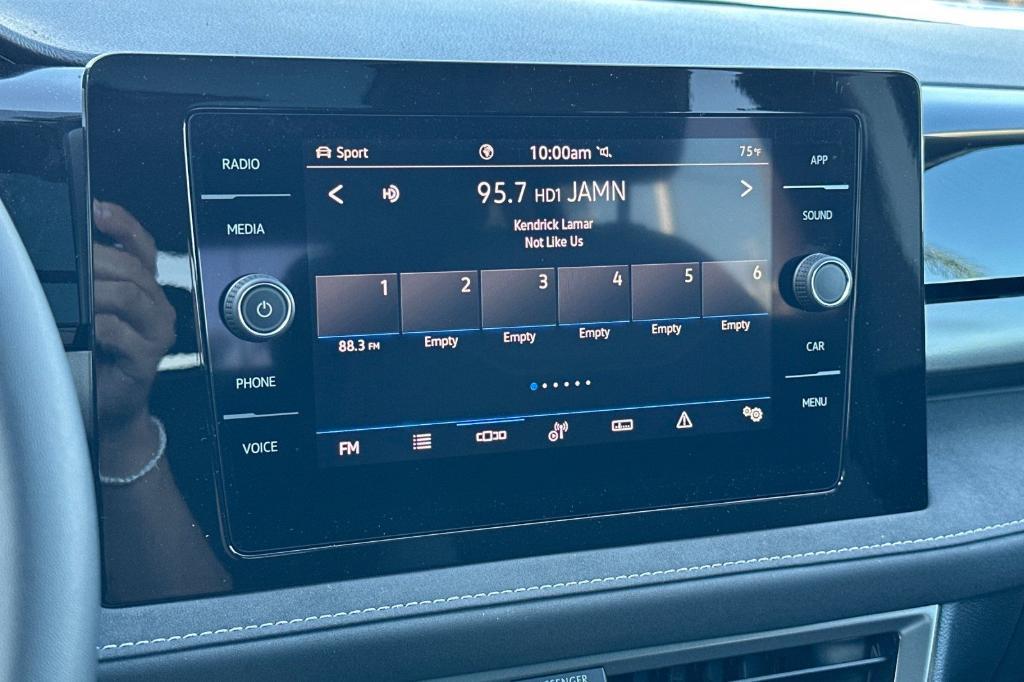 RADIO
MEDIA
PHONE
VOICE
Sport 10:00am 75°F
< HD 95.7 HD1 JAMN >
Kendrick Lamar
Not Like Us
1 2 3 4 5 6
88.3 FM Empty Empty Empty Empty Empty
FM
APP
SOUND
CAR
MENU